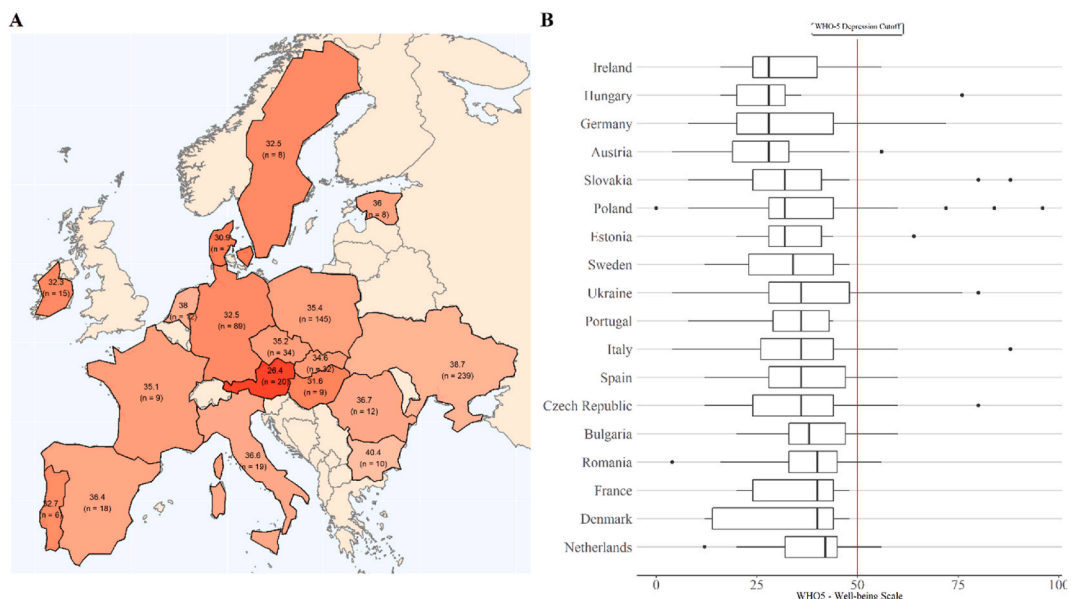 A
32.5
(n = 8)
36
(n = 8)
30.9
(n =
32.3
(n = 15)
38
(n = 12)
32.5
(n = 89)
35.4
(n = 145)
35.2
(n = 34)
34.6
(n = 32)
26.4
(n = 20)
31.6
(n = 9)
38.7
(n = 239)
35.1
(n = 9)
36.7
(n = 12)
40.4
(n = 10)
36.6
(n = 19)
32.7
(n = 6)
36.4
(n = 18)
B
WHO-5 Depression Cutoff
Ireland
Hungary
Germany
Austria
Slovakia
Poland
Estonia
Sweden
Ukraine
Portugal
Italy
Spain
Czech Republic
Bulgaria
Romania
France
Denmark
Netherlands
0 25 50 75 100
WHO5 - Well-being Scale